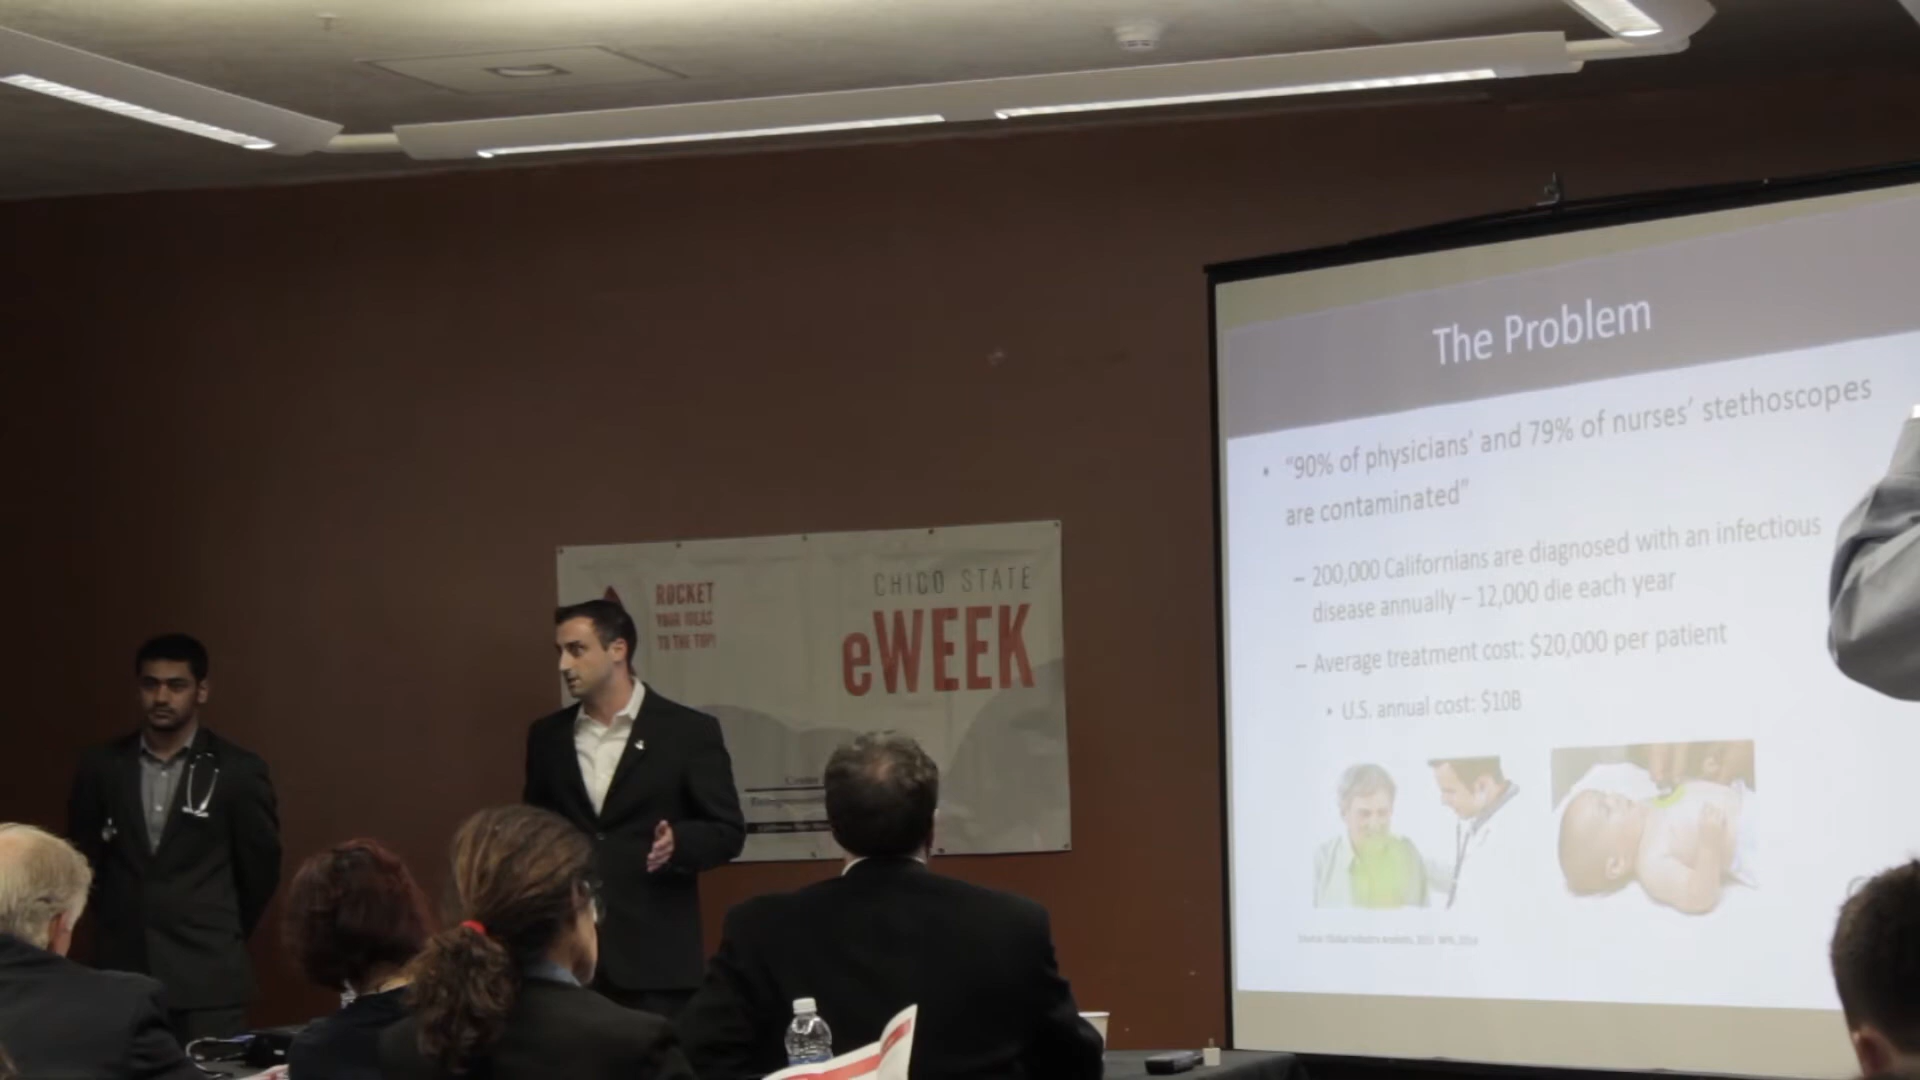 ROCKET
YOUR IDEAS
TO THE TOP!
CHICO STATE
eWEEK
The Problem
• “90% of physicians’ and 79% of nurses’ stethoscopes
are contaminated”
– 200,000 Californians are diagnosed with an infectious
disease annually – 12,000 die each year
– Average treatment cost: $20,000 per patient
• U.S. annual cost: $10B